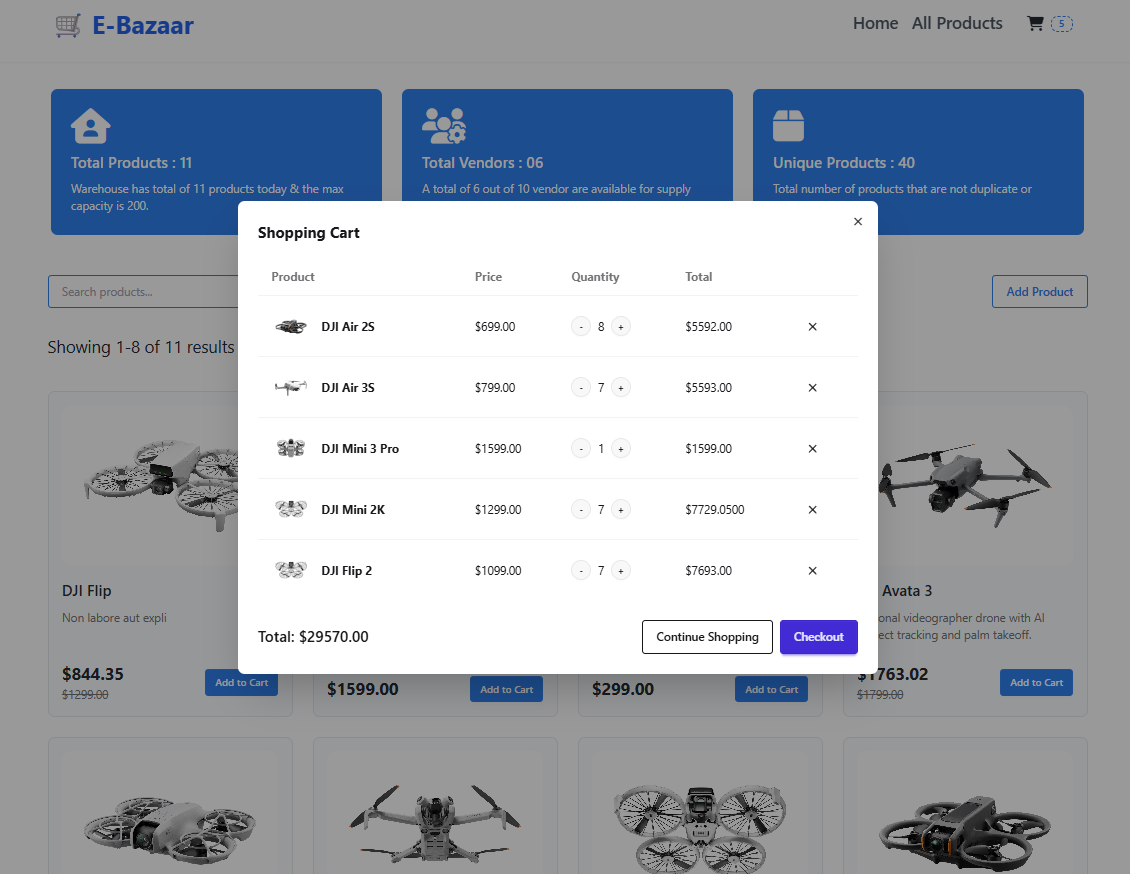 E-Bazaar
Home All Products 5
Total Products : 11
Warehouse has total of 11 products today & the max
capacity is 200.
Total Vendors : 06
A total of 6 out of 10 vendor are available for supply
Unique Products : 40
Total number of products that are not duplicate or
Search products...
Add Product
Showing 1-8 of 11 results
Shopping Cart
×
Product Price Quantity Total
DJI Air 2S $699.00 - 8 + $5592.00 ×
DJI Air 3S $799.00 - 7 + $5593.00 ×
DJI Mini 3 Pro $1599.00 - 1 + $1599.00 ×
DJI Mini 2K $1299.00 - 7 + $7729.0500 ×
DJI Flip 2 $1099.00 - 7 + $7693.00 ×
Total: $29570.00
Continue Shopping
Checkout
DJI Flip
Non labore aut expli
$844.35
$1299.00
Add to Cart
$1599.00
Add to Cart
$299.00
Add to Cart
Avata 3
drone with AI
tracking and palm takeoff.
$1763.02
$1799.00
Add to Cart